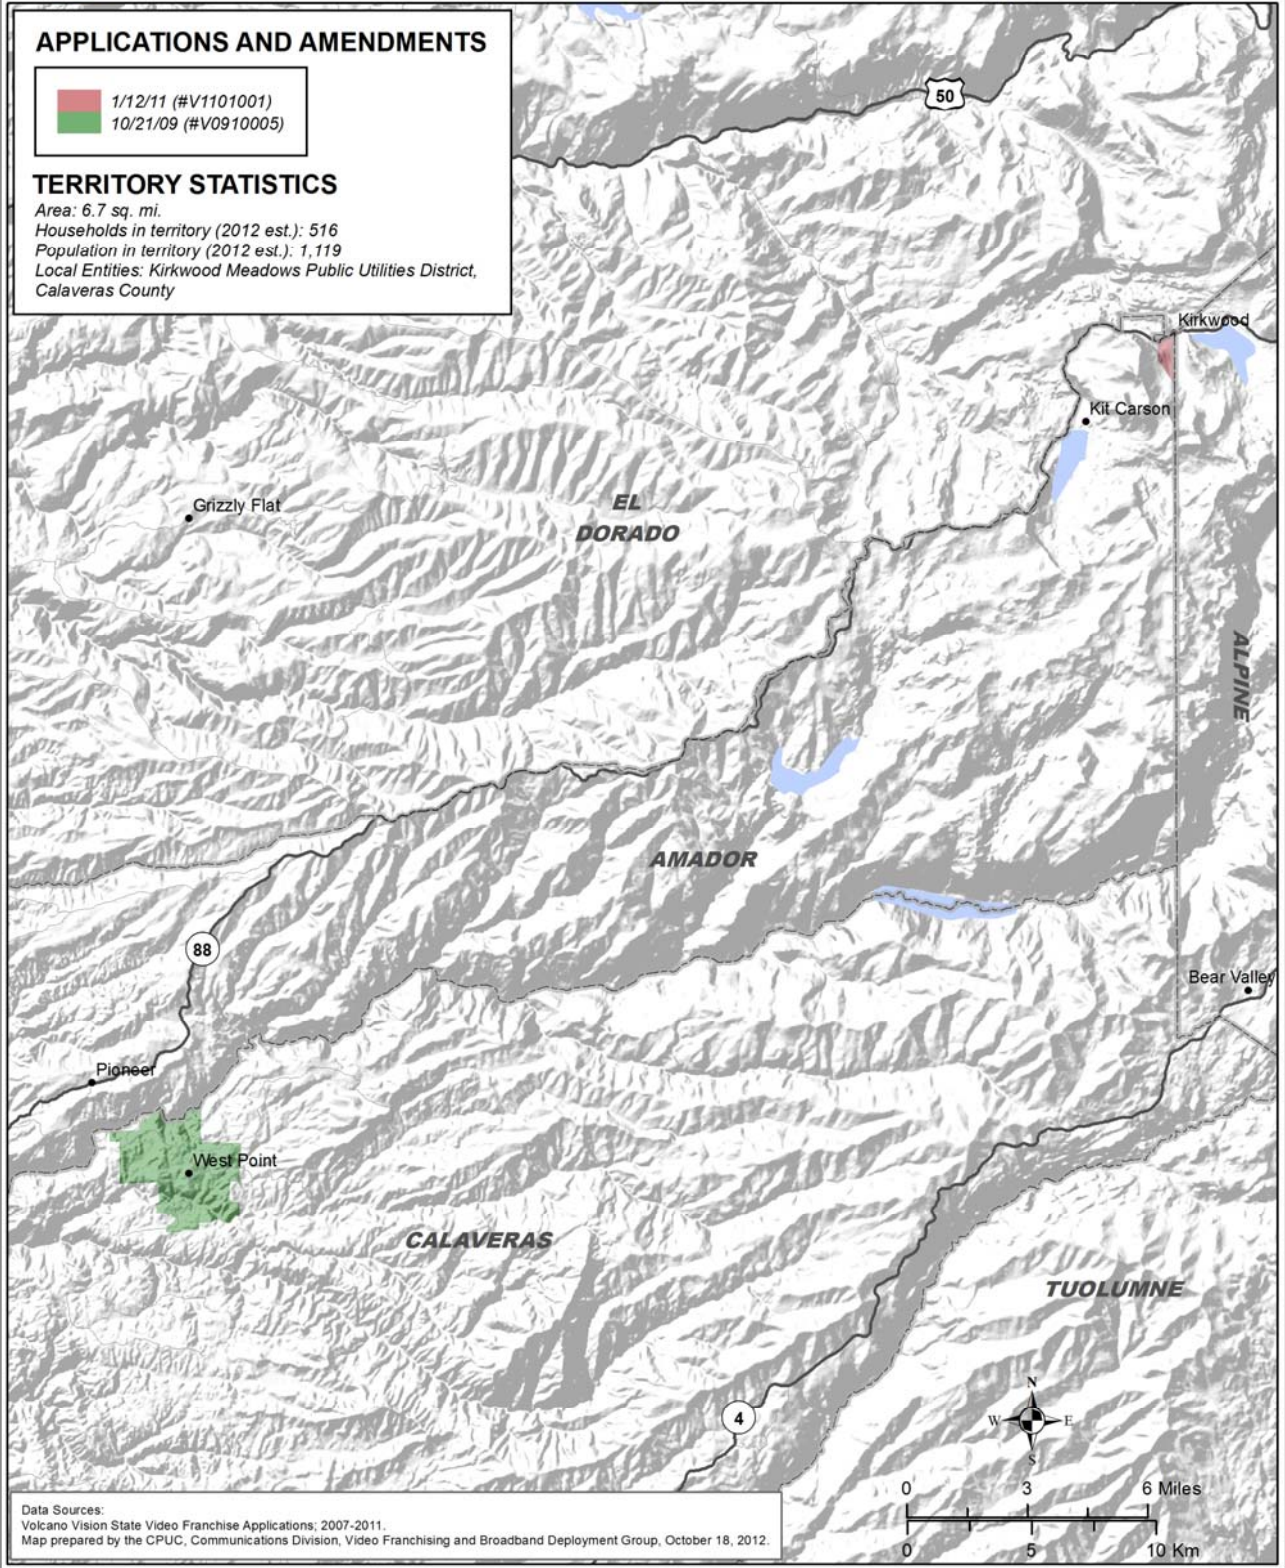 APPLICATIONS AND AMENDMENTS
1/12/11 (#V1101001)
10/21/09 (#V0910005)
TERRITORY STATISTICS
Area: 6.7 sq. mi.
Households in territory (2012 est.): 516
Population in territory (2012 est.): 1,119
Local Entities: Kirkwood Meadows Public Utilities District,
Calaveras County
50
Kirkwood
Kit Carson
Grizzly Flat
EL
DORADO
ALPINE
AMADOR
88
Bear Valley
Pioneer
West Point
CALAVERAS
TUOLUMNE
N
W E
S
4
0 3 6 Miles
0 5 10 Km
Data Sources:
Volcano Vision State Video Franchise Applications; 2007-2011.
Map prepared by the CPUC, Communications Division, Video Franchising and Broadband Deployment Group, October 18, 2012.